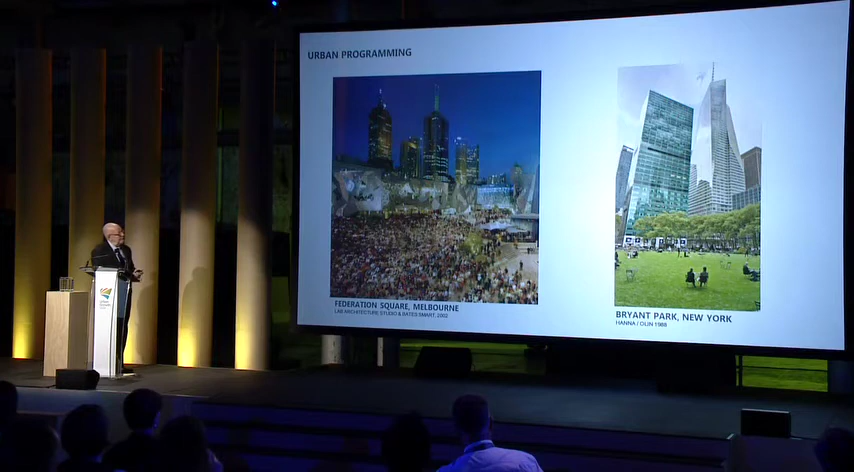 URBAN PROGRAMMING
FEDERATION SQUARE, MELBOURNE
LAB ARCHITECTURE STUDIO & BATES SMART, 2002
BRYANT PARK, NEW YORK
HANNA / OLIN 1988